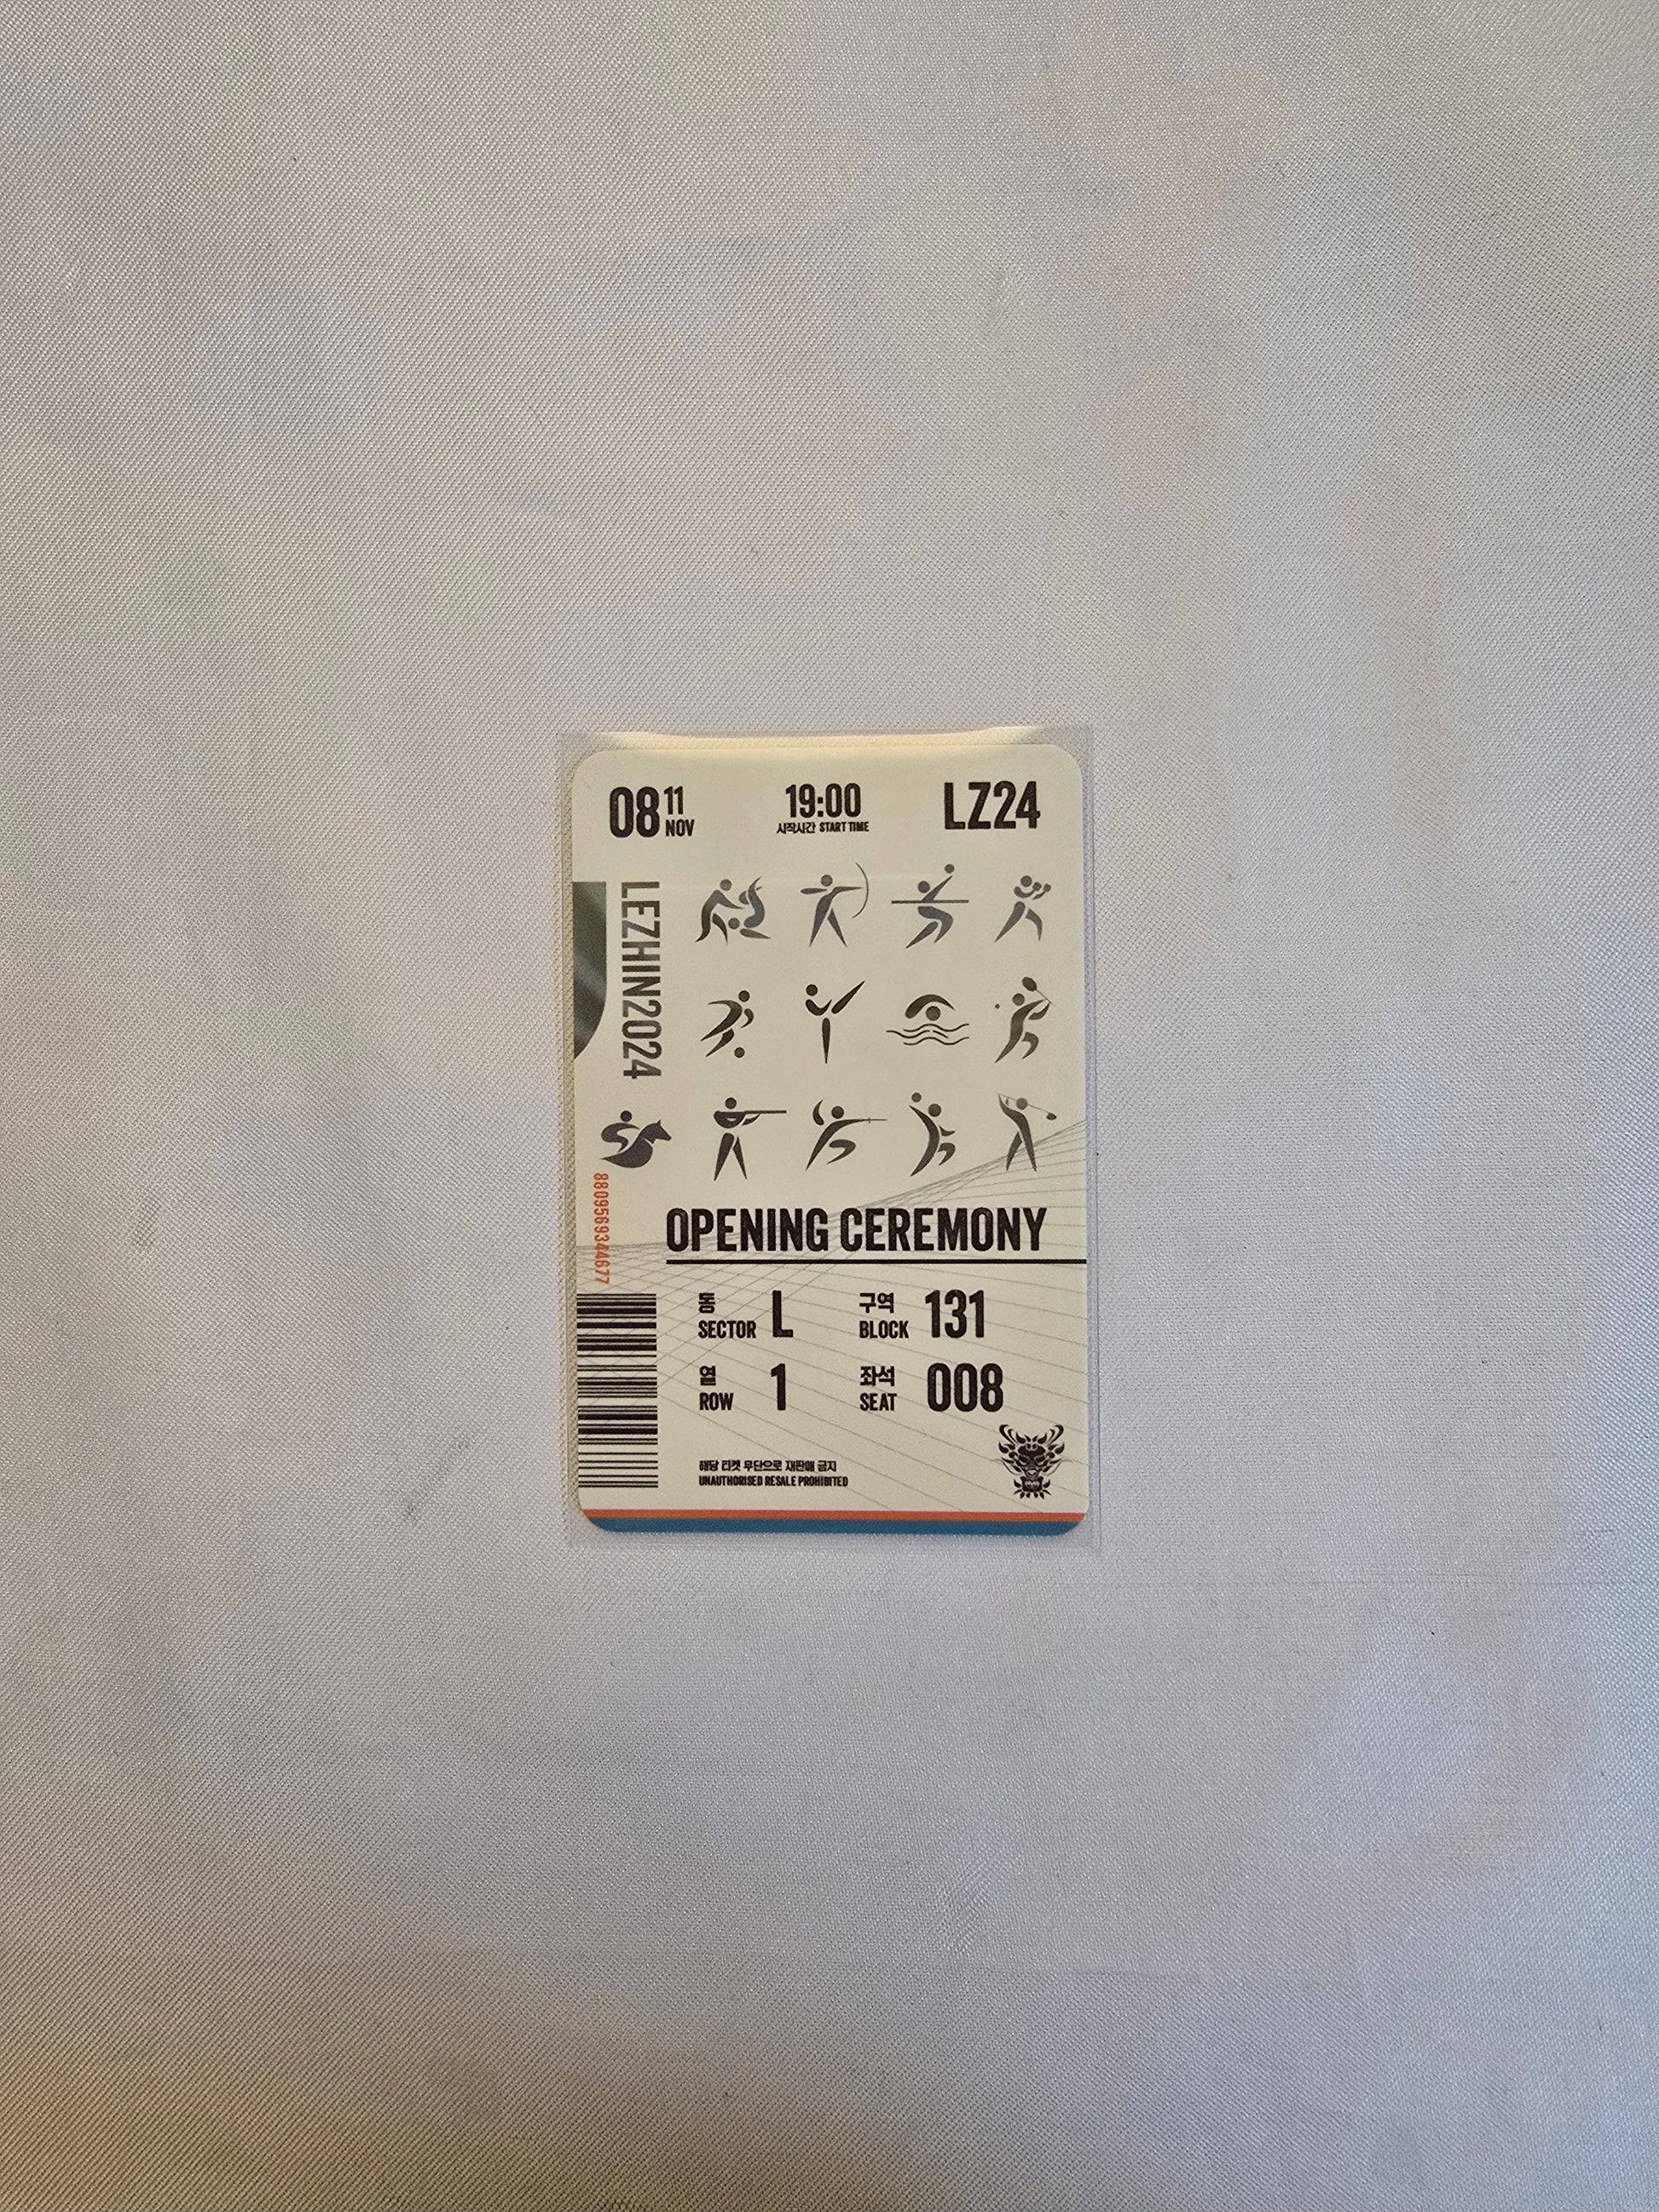 08 11 NOV
19:00
시작시간 START TIME
LZ24
LEZHIN2024
8809569344677
OPENING CEREMONY
동 SECTOR L
구역 BLOCK 131
열 ROW 1
좌석 SEAT 008
해당 티켓 무단으로 재판매 금지
UNAUTHORISED RESALE PROHIBITED